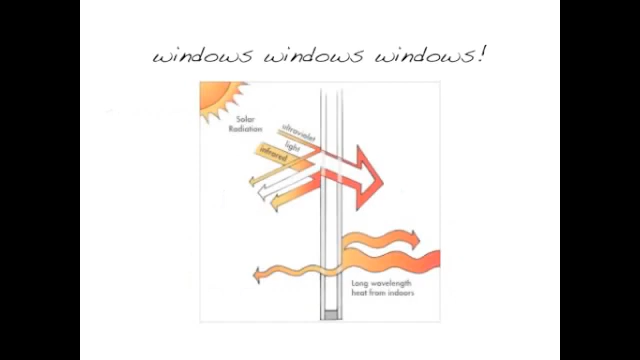 windows windows windows!
Solar
Radiation
ultraviolet
light
infrared
Long wavelength
heat from indoors